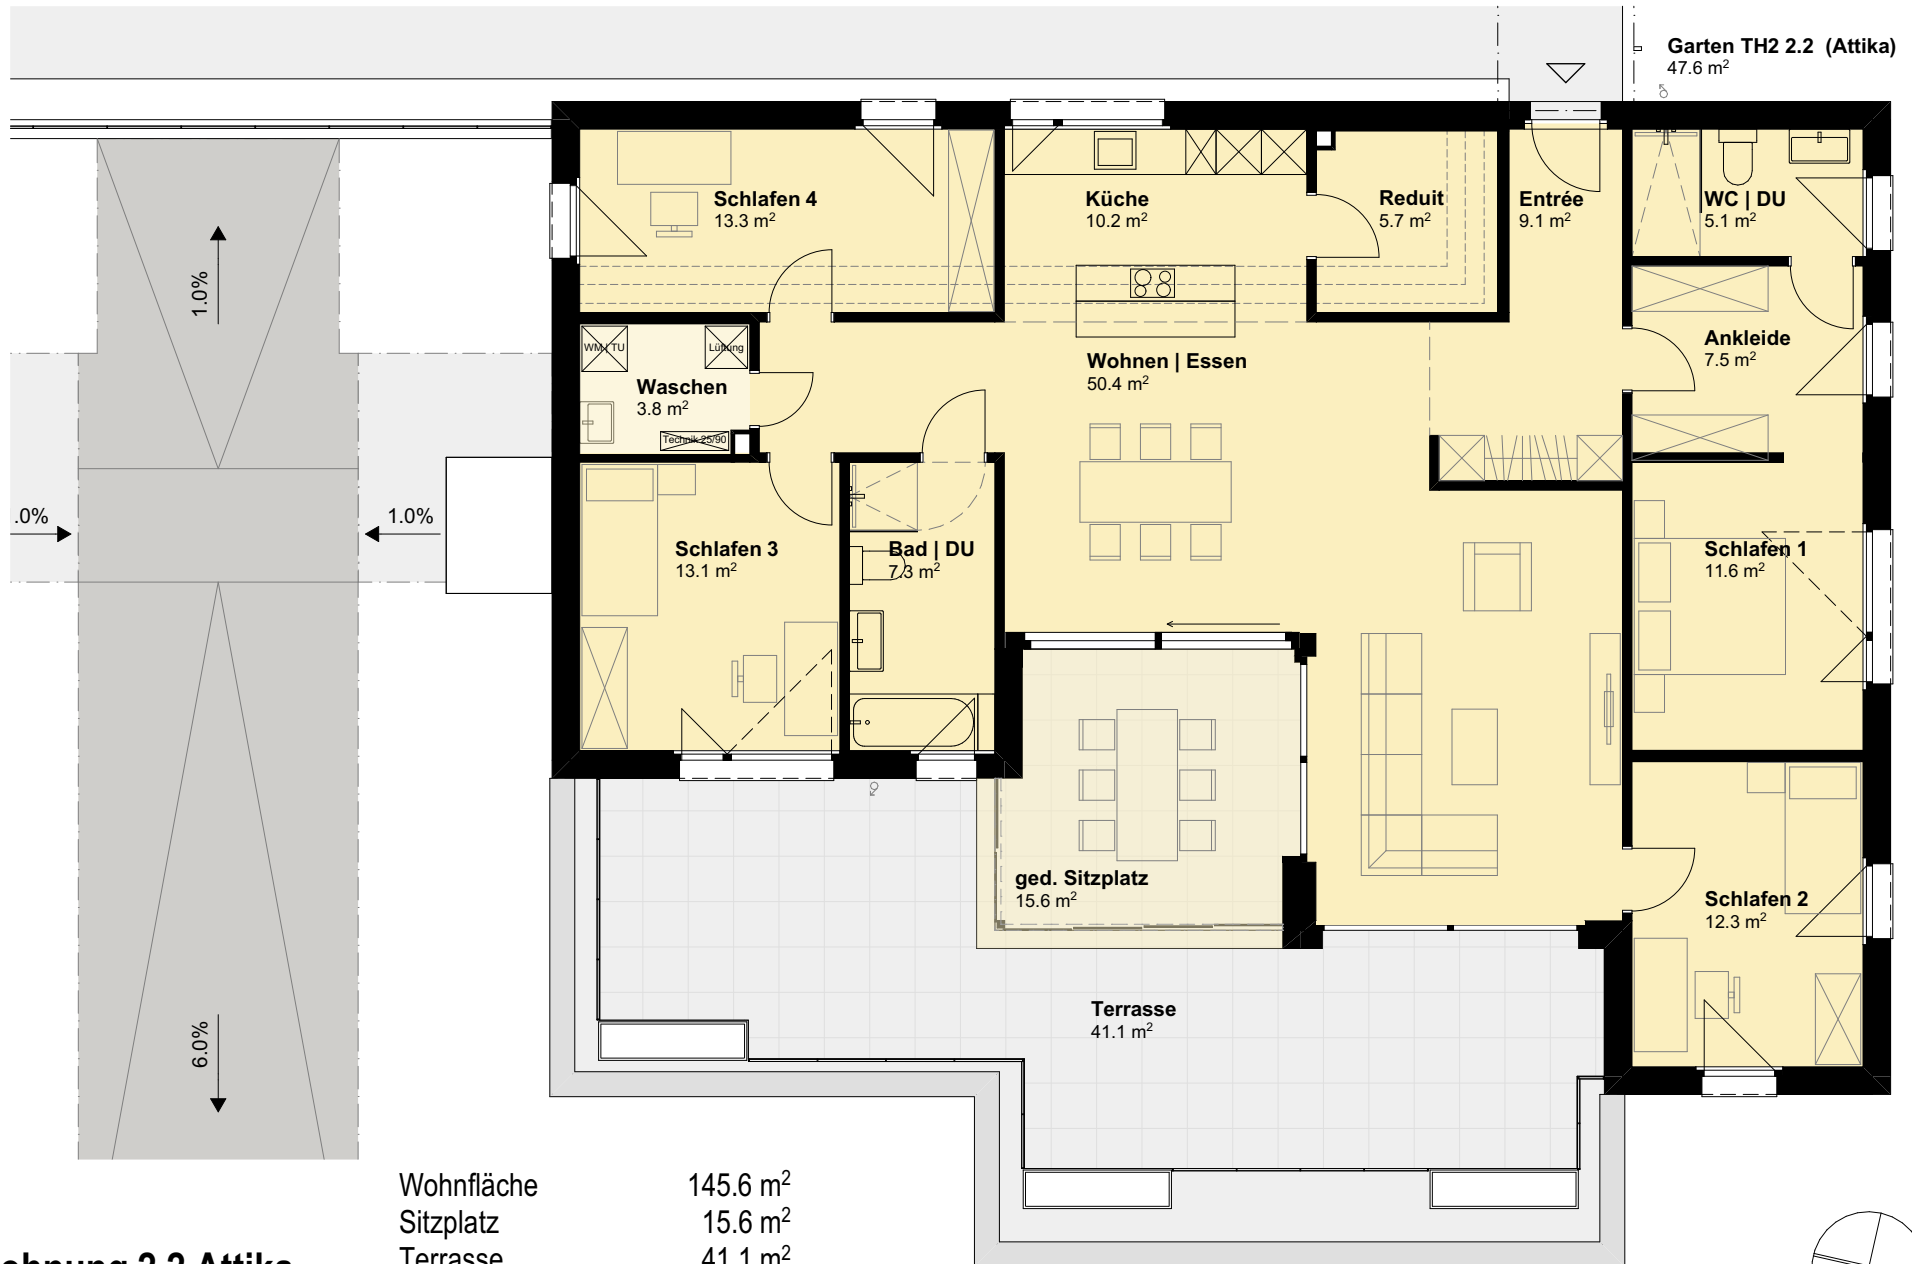 Garten TH2 2.2 (Attika)
47.6 m²
Schlafen 4
13.3 m²
Küche
10.2 m²
Reduit
5.7 m²
Entrée
9.1 m²
WC | DU
5.1 m²
1.0%
WM / TU
Lüftung
Waschen
3.8 m²
Technik 25/90
Wohnen | Essen
50.4 m²
Ankleide
7.5 m²
.0%
1.0%
Schlafen 3
13.1 m²
Bad | DU
7.3 m²
Schlafen 1
11.6 m²
ged. Sitzplatz
15.6 m²
Schlafen 2
12.3 m²
Terrasse
41.1 m²
6.0%
Wohnfläche 145.6 m²
Sitzplatz 15.6 m²
Terrasse 41.1 m²
ohnung 2.2 Attika